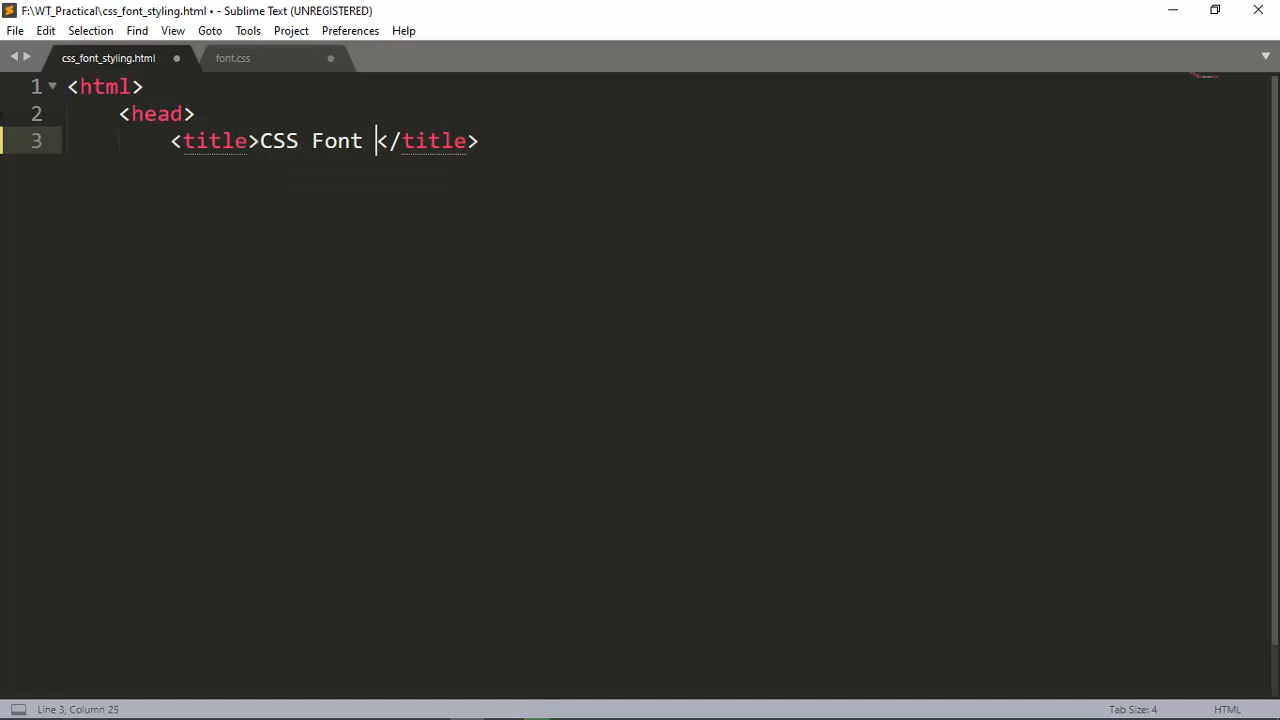 F:\WT_Practical\css_font_styling.html • - Sublime Text (UNREGISTERED)
File Edit Selection Find View Goto Tools Project Preferences Help
css_font_styling.html font.css
1 <html>
2 <head>
3 <title>CSS Font </title>
Line 3, Column 25 Tab Size: 4 HTML